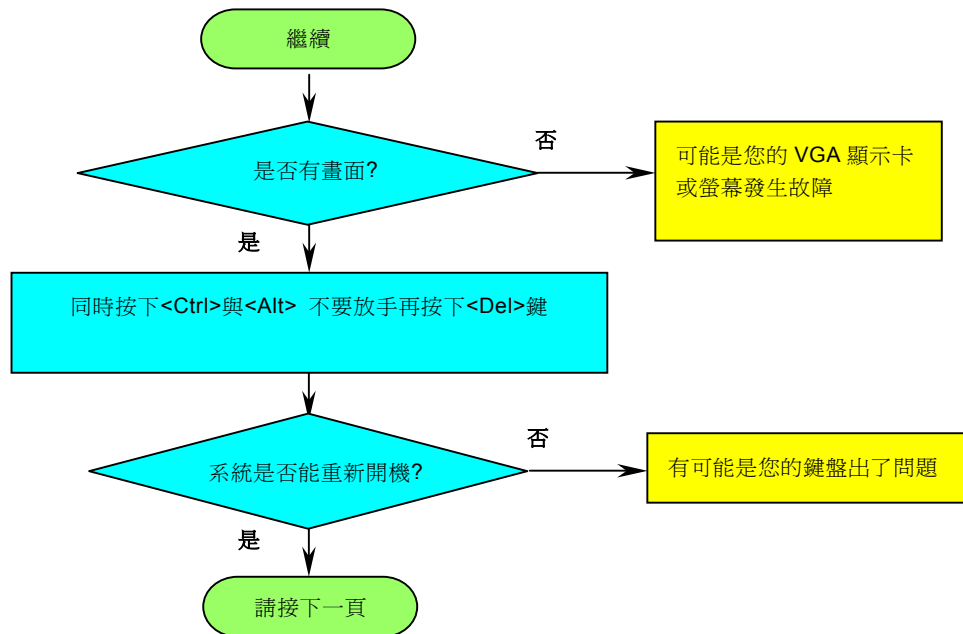 繼續
是否有畫面?
否
可能是您的 VGA 顯示卡
或螢幕發生故障
是
同時按下<Ctrl>與<Alt> 不要放手再按下<Del>鍵
系統是否能重新開機?
否
有可能是您的鍵盤出了問題
是
請接下一頁